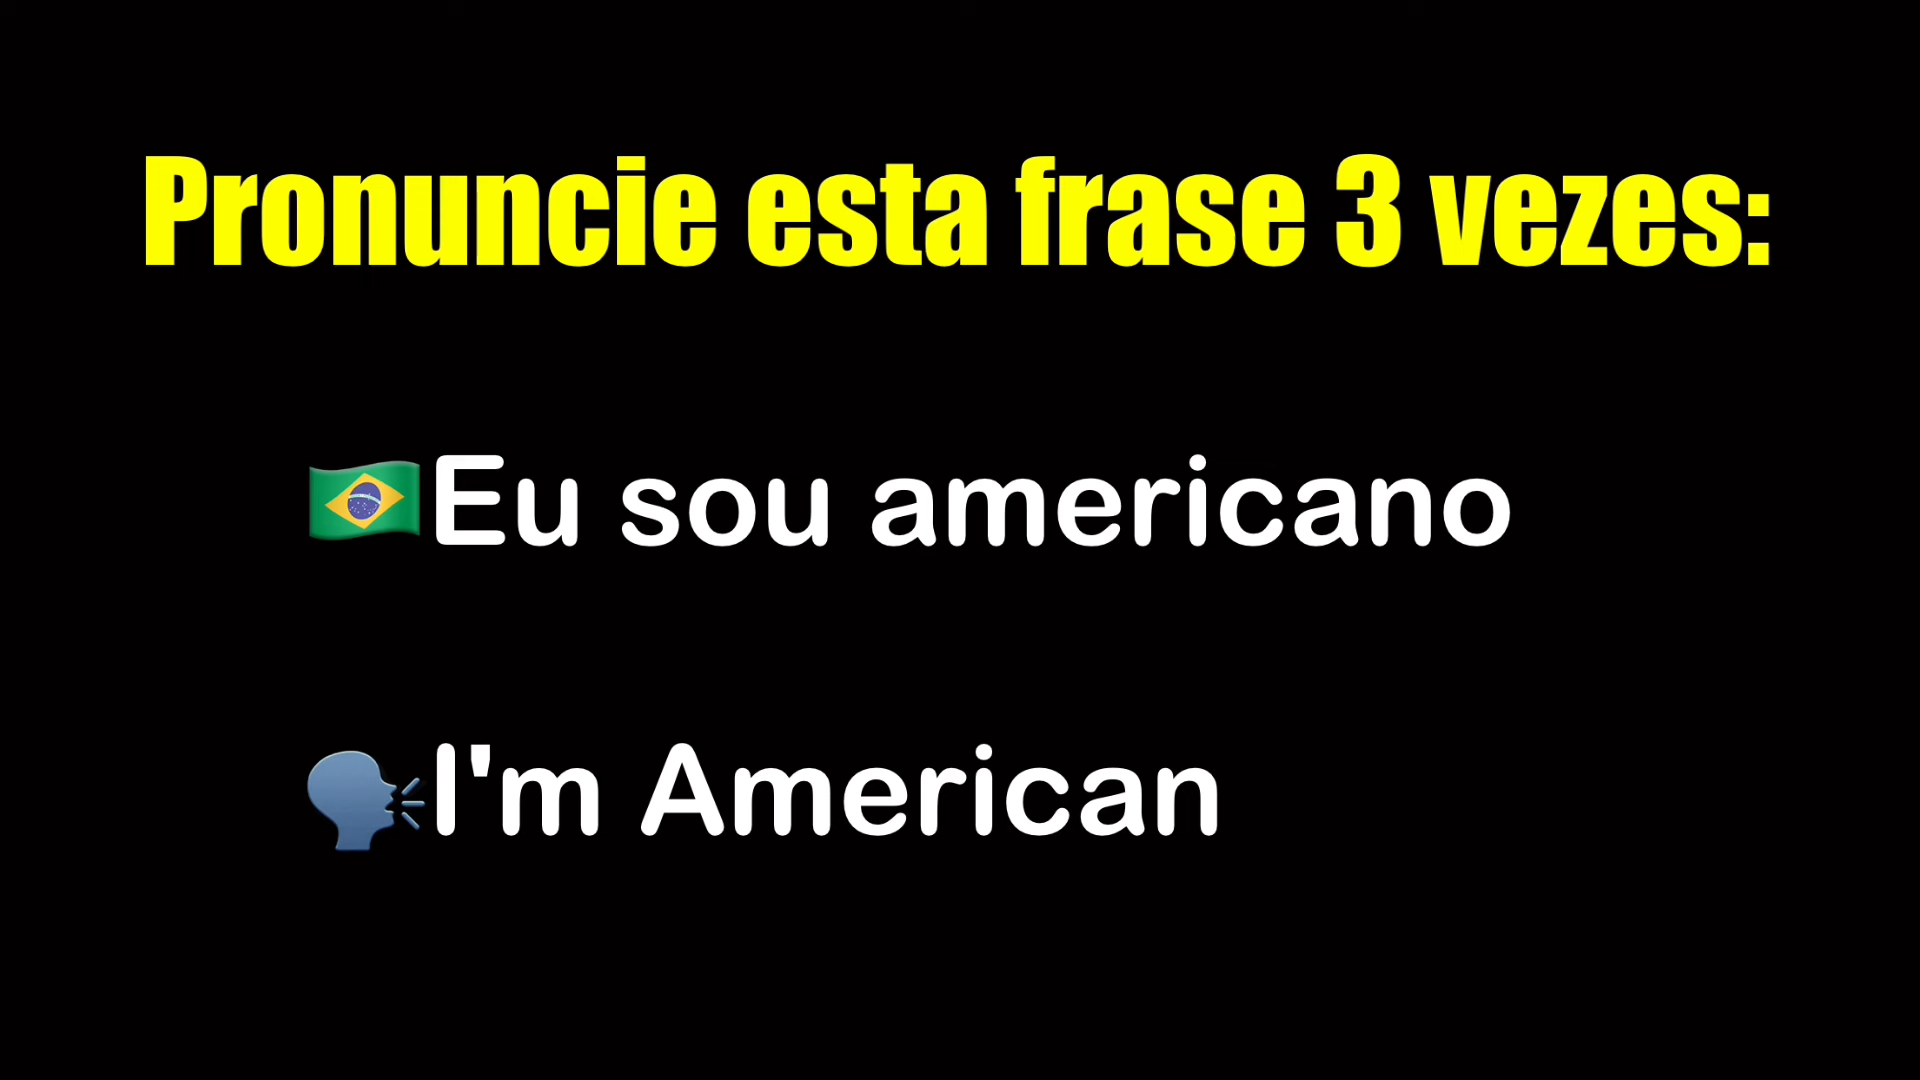 Pronuncie esta frase 3 vezes:
🇧🇷Eu sou americano
🗣️I'm American